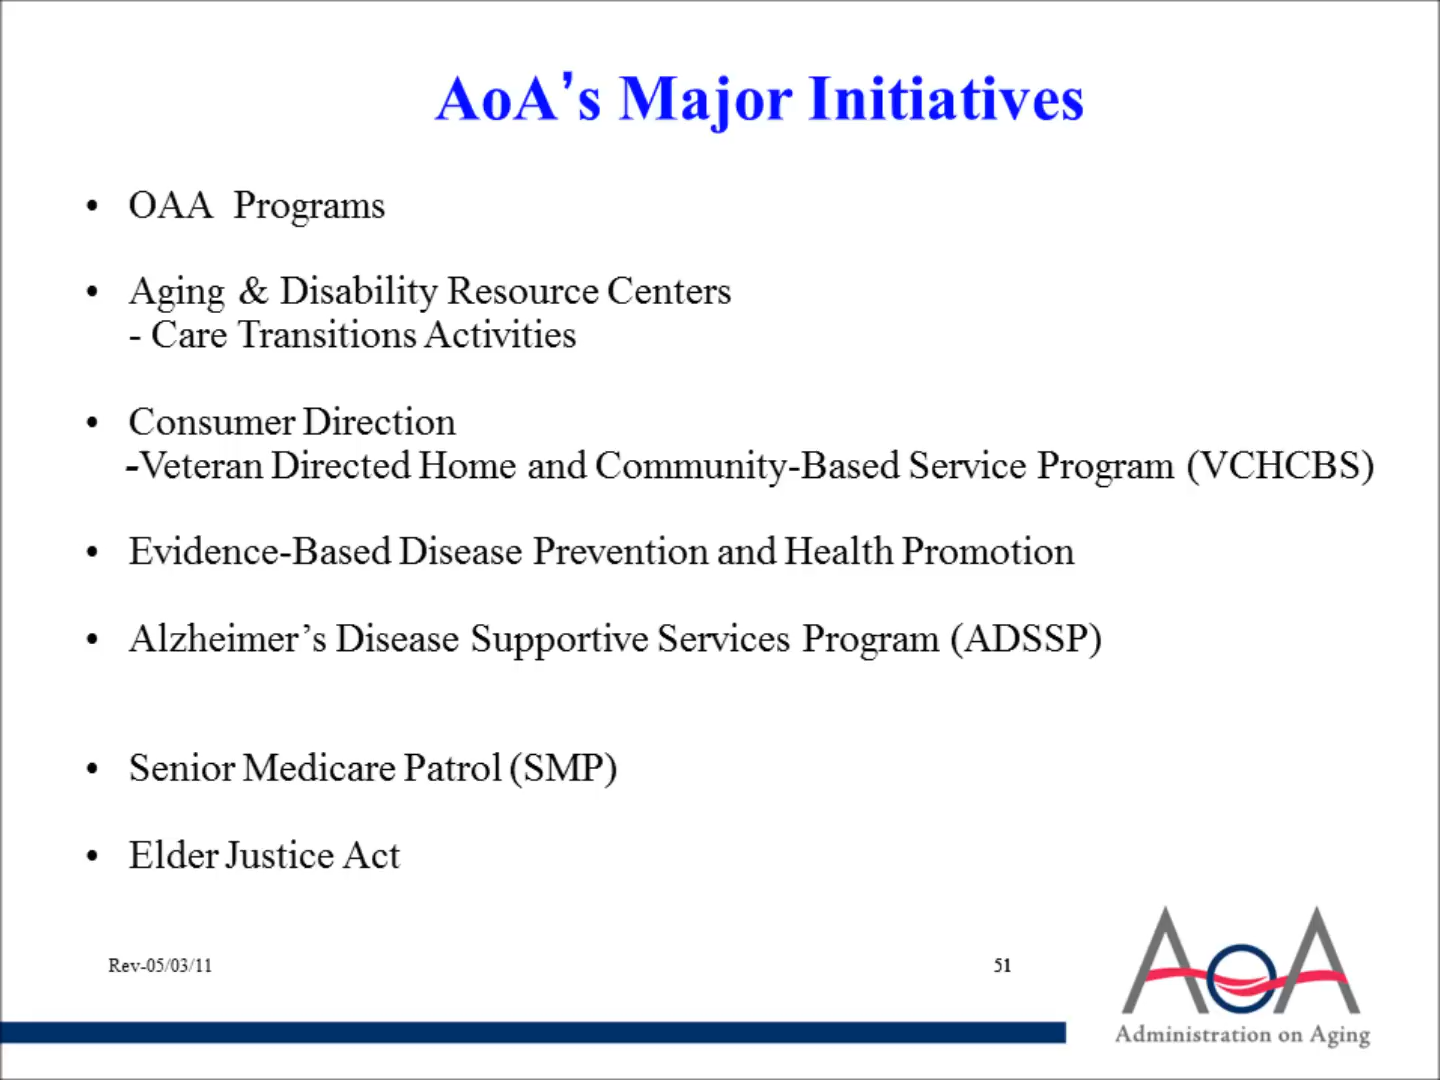 AoA’s Major Initiatives
• OAA Programs
• Aging & Disability Resource Centers
- Care Transitions Activities
• Consumer Direction
-Veteran Directed Home and Community-Based Service Program (VCHCBS)
• Evidence-Based Disease Prevention and Health Promotion
• Alzheimer’s Disease Supportive Services Program (ADSSP)
• Senior Medicare Patrol (SMP)
• Elder Justice Act
Rev-05/03/11
51
AoA
Administration on Aging